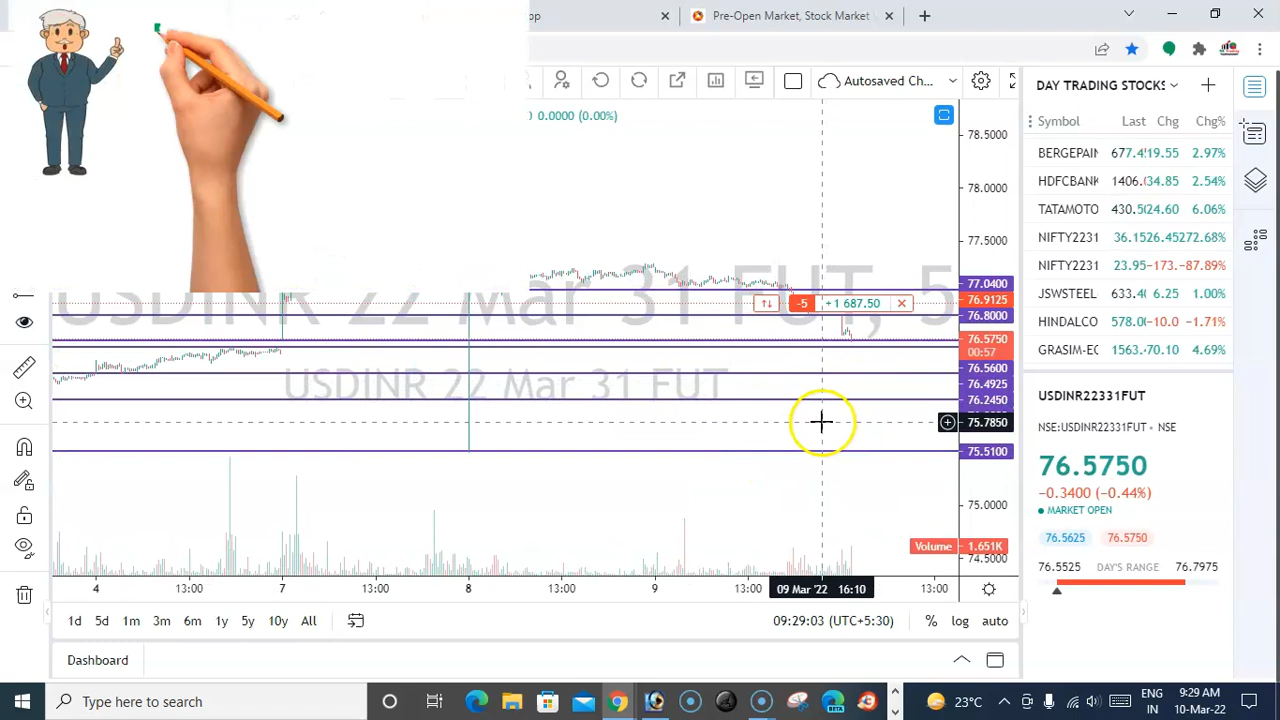 op
Pre-Open Market, Stock Market
Autosaved Ch...
DAY TRADING STOCKS
0 0.0000 (0.00%)
Symbol Last Chg Chg%
BERGEPAIN 677.4 19.55 2.97%
HDFCBANK 1406. 34.85 2.54%
TATAMOTO 430.50 24.60 6.06%
NIFTY2231 36.15 26.45 272.68%
NIFTY2231 23.95 -173. -87.89%
JSWSTEEL 633.4 6.25 1.00%
HINDALCO 578.0 -10.0 -1.71%
GRASIM-EQ 1563. 70.10 4.69%
78.5000
78.0000
77.5000
77.0400
76.9125
76.8000
76.5750
00:57
76.5600
76.4925
76.2450
75.7850
75.5100
75.0000
74.5000
-5 +1 687.50
USDINR 22 Mar 31 FUT, 5
USDINR 22 Mar 31 FUT
Volume 1.651K
USDINR22331FUT
NSE:USDINR22331FUT • NSE
76.5750
−0.3400 (−0.44%)
MARKET OPEN
76.5625 76.5750
76.5525 DAY'S RANGE 76.7975
4 13:00 7 13:00 8 13:00 9 13:00 09 Mar '22 16:10 13:00
1d 5d 1m 3m 6m 1y 5y 10y All
09:29:03 (UTC+5:30) % log auto
Dashboard
Type here to search
BETA
23°C
ENG
IN
9:29 AM
10-Mar-22